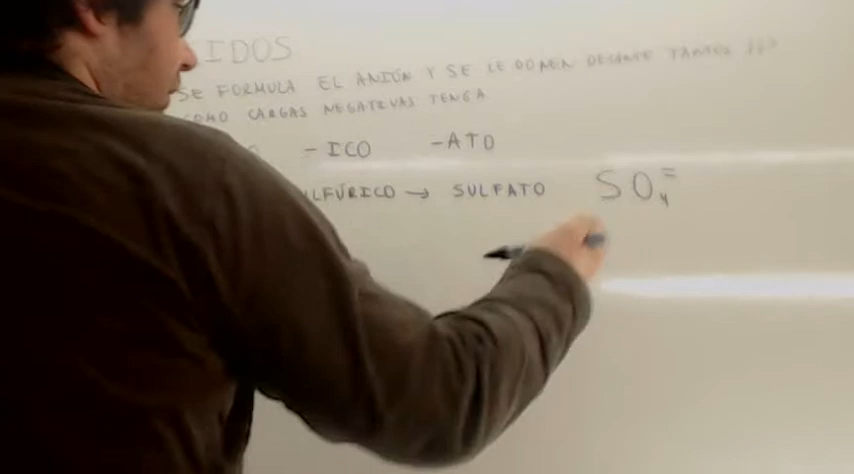 IDOS
SE FORMULA EL ANIÓN Y SE LE PONEN DELANTE TANTOS
COMO CARGAS NEGATIVAS TENGA
-ICO -ATO
LFÚRICO → SULFATO SO₄⁼